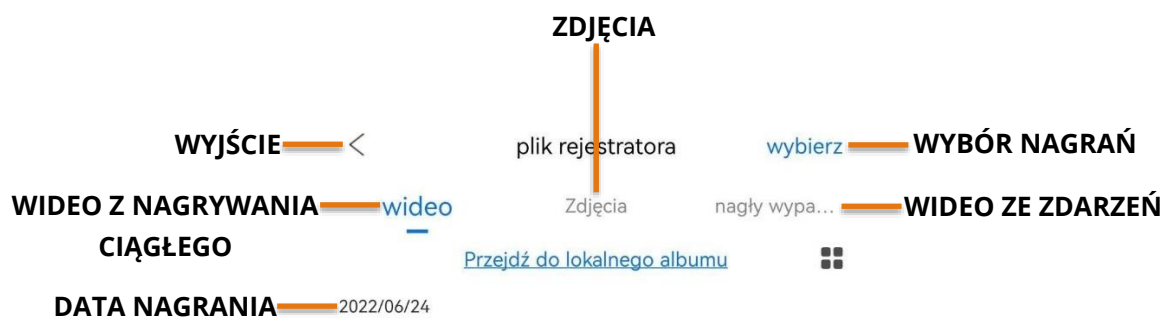 ZDJĘCIA
WYJŚCIE < plik rejestratora wybierz WYBÓR NAGRAŃ
WIDEO Z NAGRYWANIA wideo Zdjęcia nagły wypa... WIDEO ZE ZDARZEŃ
CIĄGŁEGO
Przejdź do lokalnego albumu
DATA NAGRANIA 2022/06/24